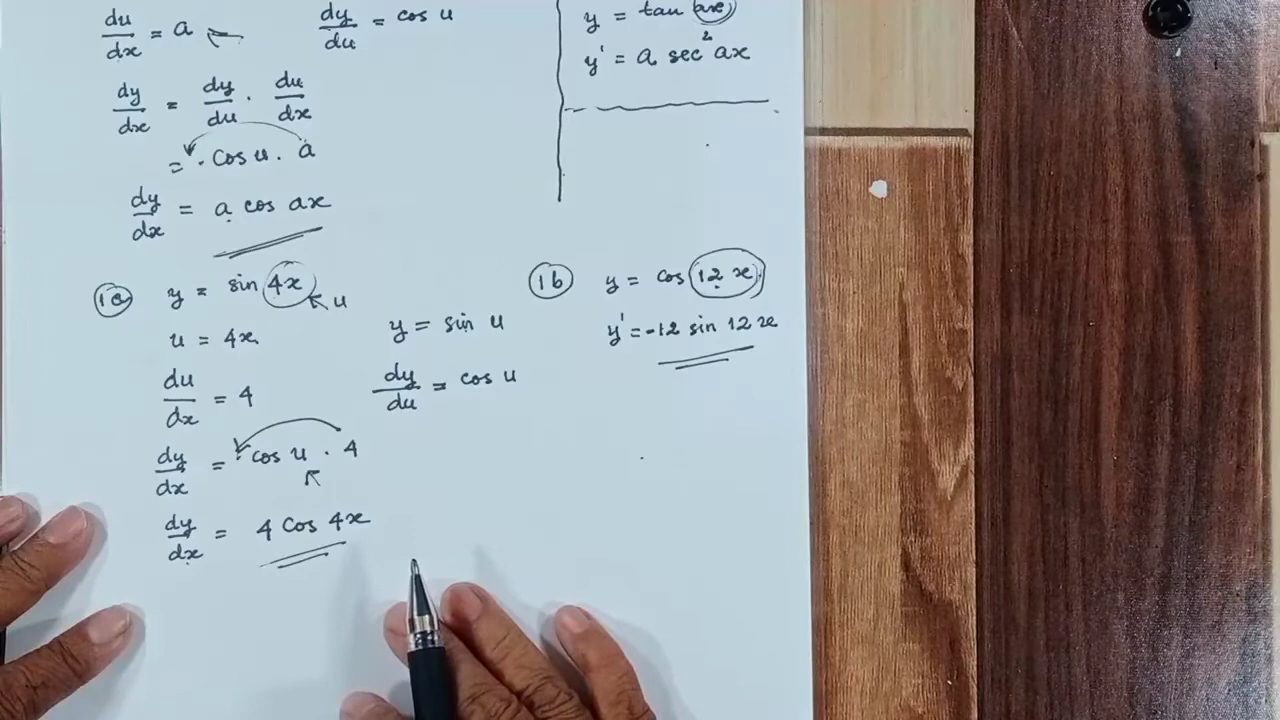 du/dx = a
dy/du = cos u
dy/dx = dy/du . du/dx
= . cos u . a
dy/dx = a cos ax
y = tan ax
y' = a sec² ax
1a y = sin 4x
u
u = 4x
y = sin u
du/dx = 4
dy/du = cos u
dy/dx = cos u . 4
dy/dx = 4 cos 4x
1b y = cos 12x
y' = -12 sin 12x